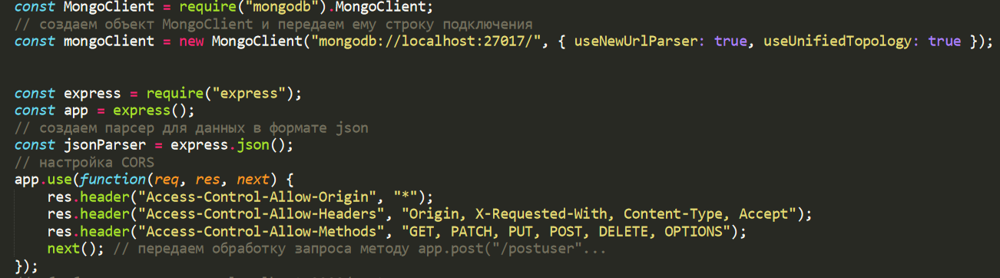 const MongoClient = require("mongodb").MongoClient;
// создаем объект MongoClient и передаем ему строку подключения
const mongoClient = new MongoClient("mongodb://localhost:27017/", { useNewUrlParser: true, useUnifiedTopology: true });
const express = require("express");
const app = express();
// создаем парсер для данных в формате json
const jsonParser = express.json();
// настройка CORS
app.use(function(req, res, next) {
    res.header("Access-Control-Allow-Origin", "*");
    res.header("Access-Control-Allow-Headers", "Origin, X-Requested-With, Content-Type, Accept");
    res.header("Access-Control-Allow-Methods", "GET, PATCH, PUT, POST, DELETE, OPTIONS");
    next(); // передаем обработку запроса методу app.post("/postuser"...
});